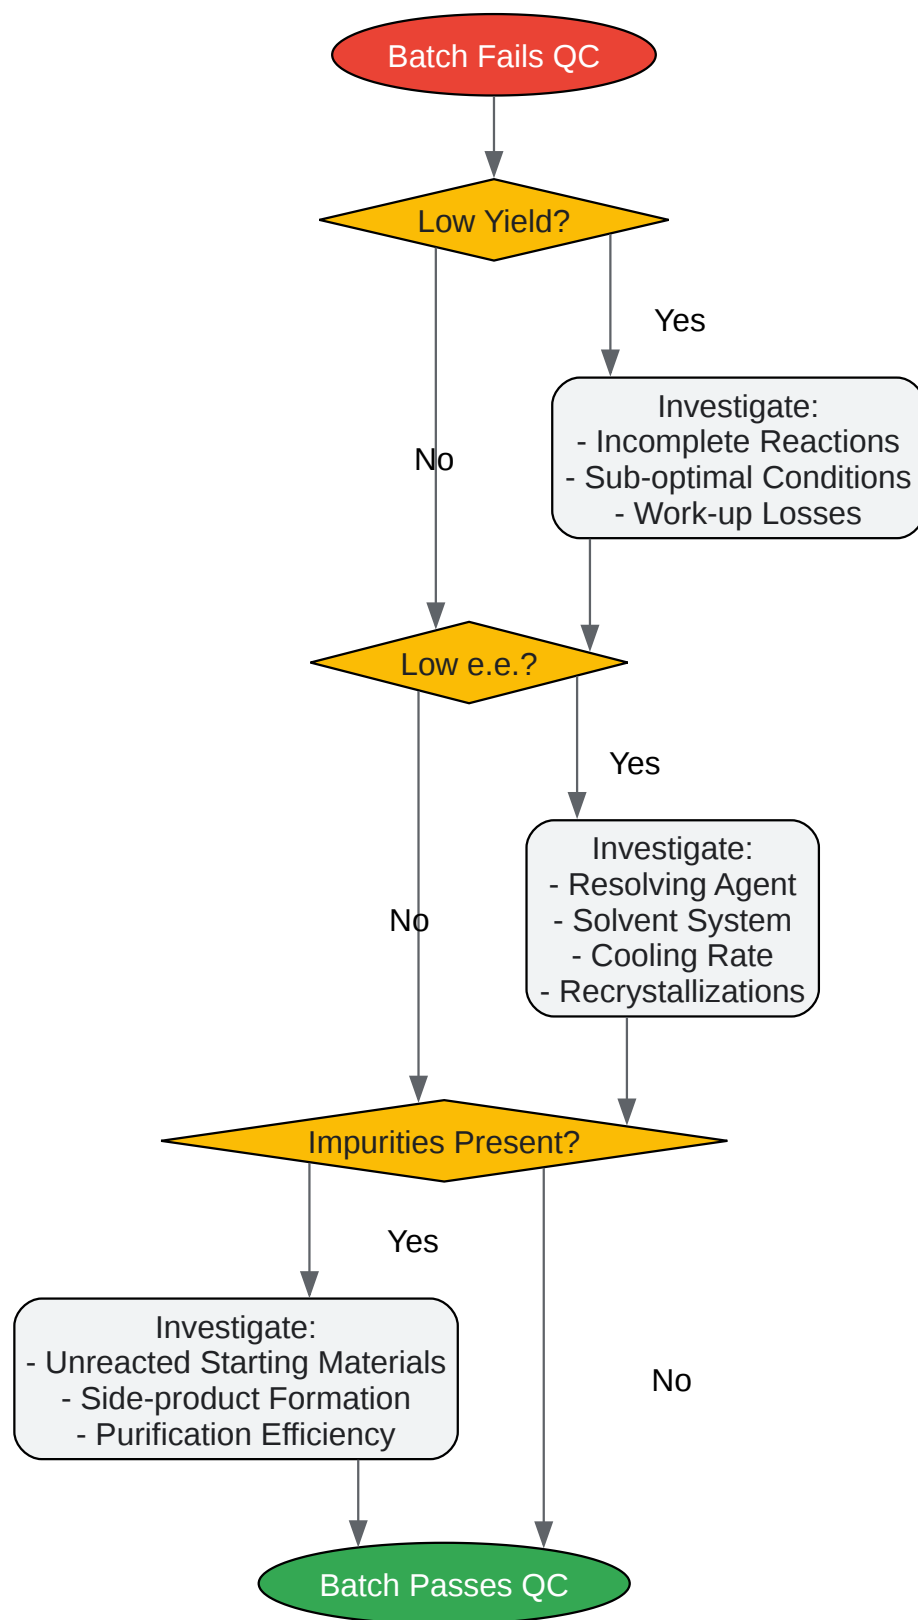 Batch Fails QC
Low Yield?
Yes
Investigate:
- Incomplete Reactions
- Sub-optimal Conditions
- Work-up Losses
No
Low e.e.?
Yes
Investigate:
- Resolving Agent
- Solvent System
- Cooling Rate
- Recrystallizations
No
Impurities Present?
Yes
Investigate:
- Unreacted Starting Materials
- Side-product Formation
- Purification Efficiency
No
Batch Passes QC